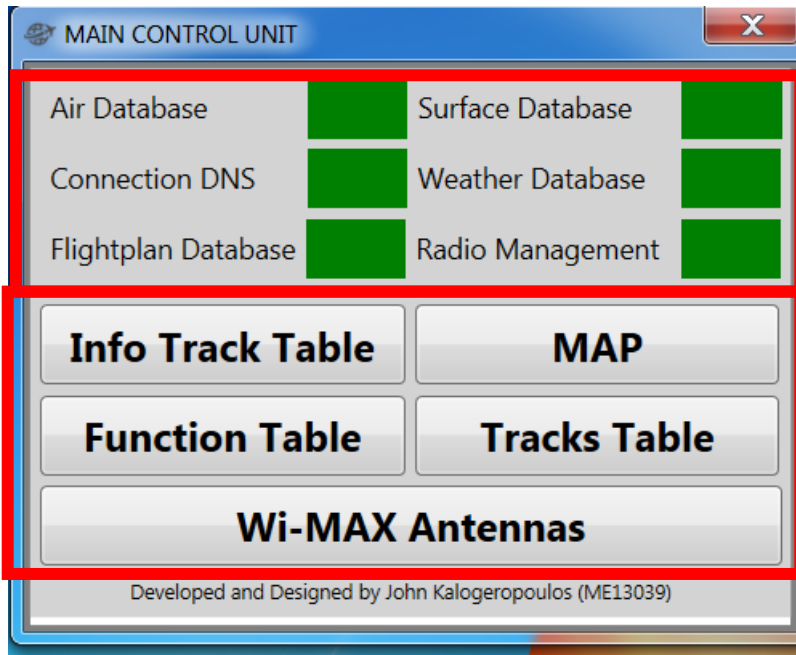 MAIN CONTROL UNIT
Air Database Surface Database
Connection DNS Weather Database
Flightplan Database Radio Management
Info Track Table MAP
Function Table Tracks Table
Wi-MAX Antennas
Developed and Designed by John Kalogeropoulos (ME13039)